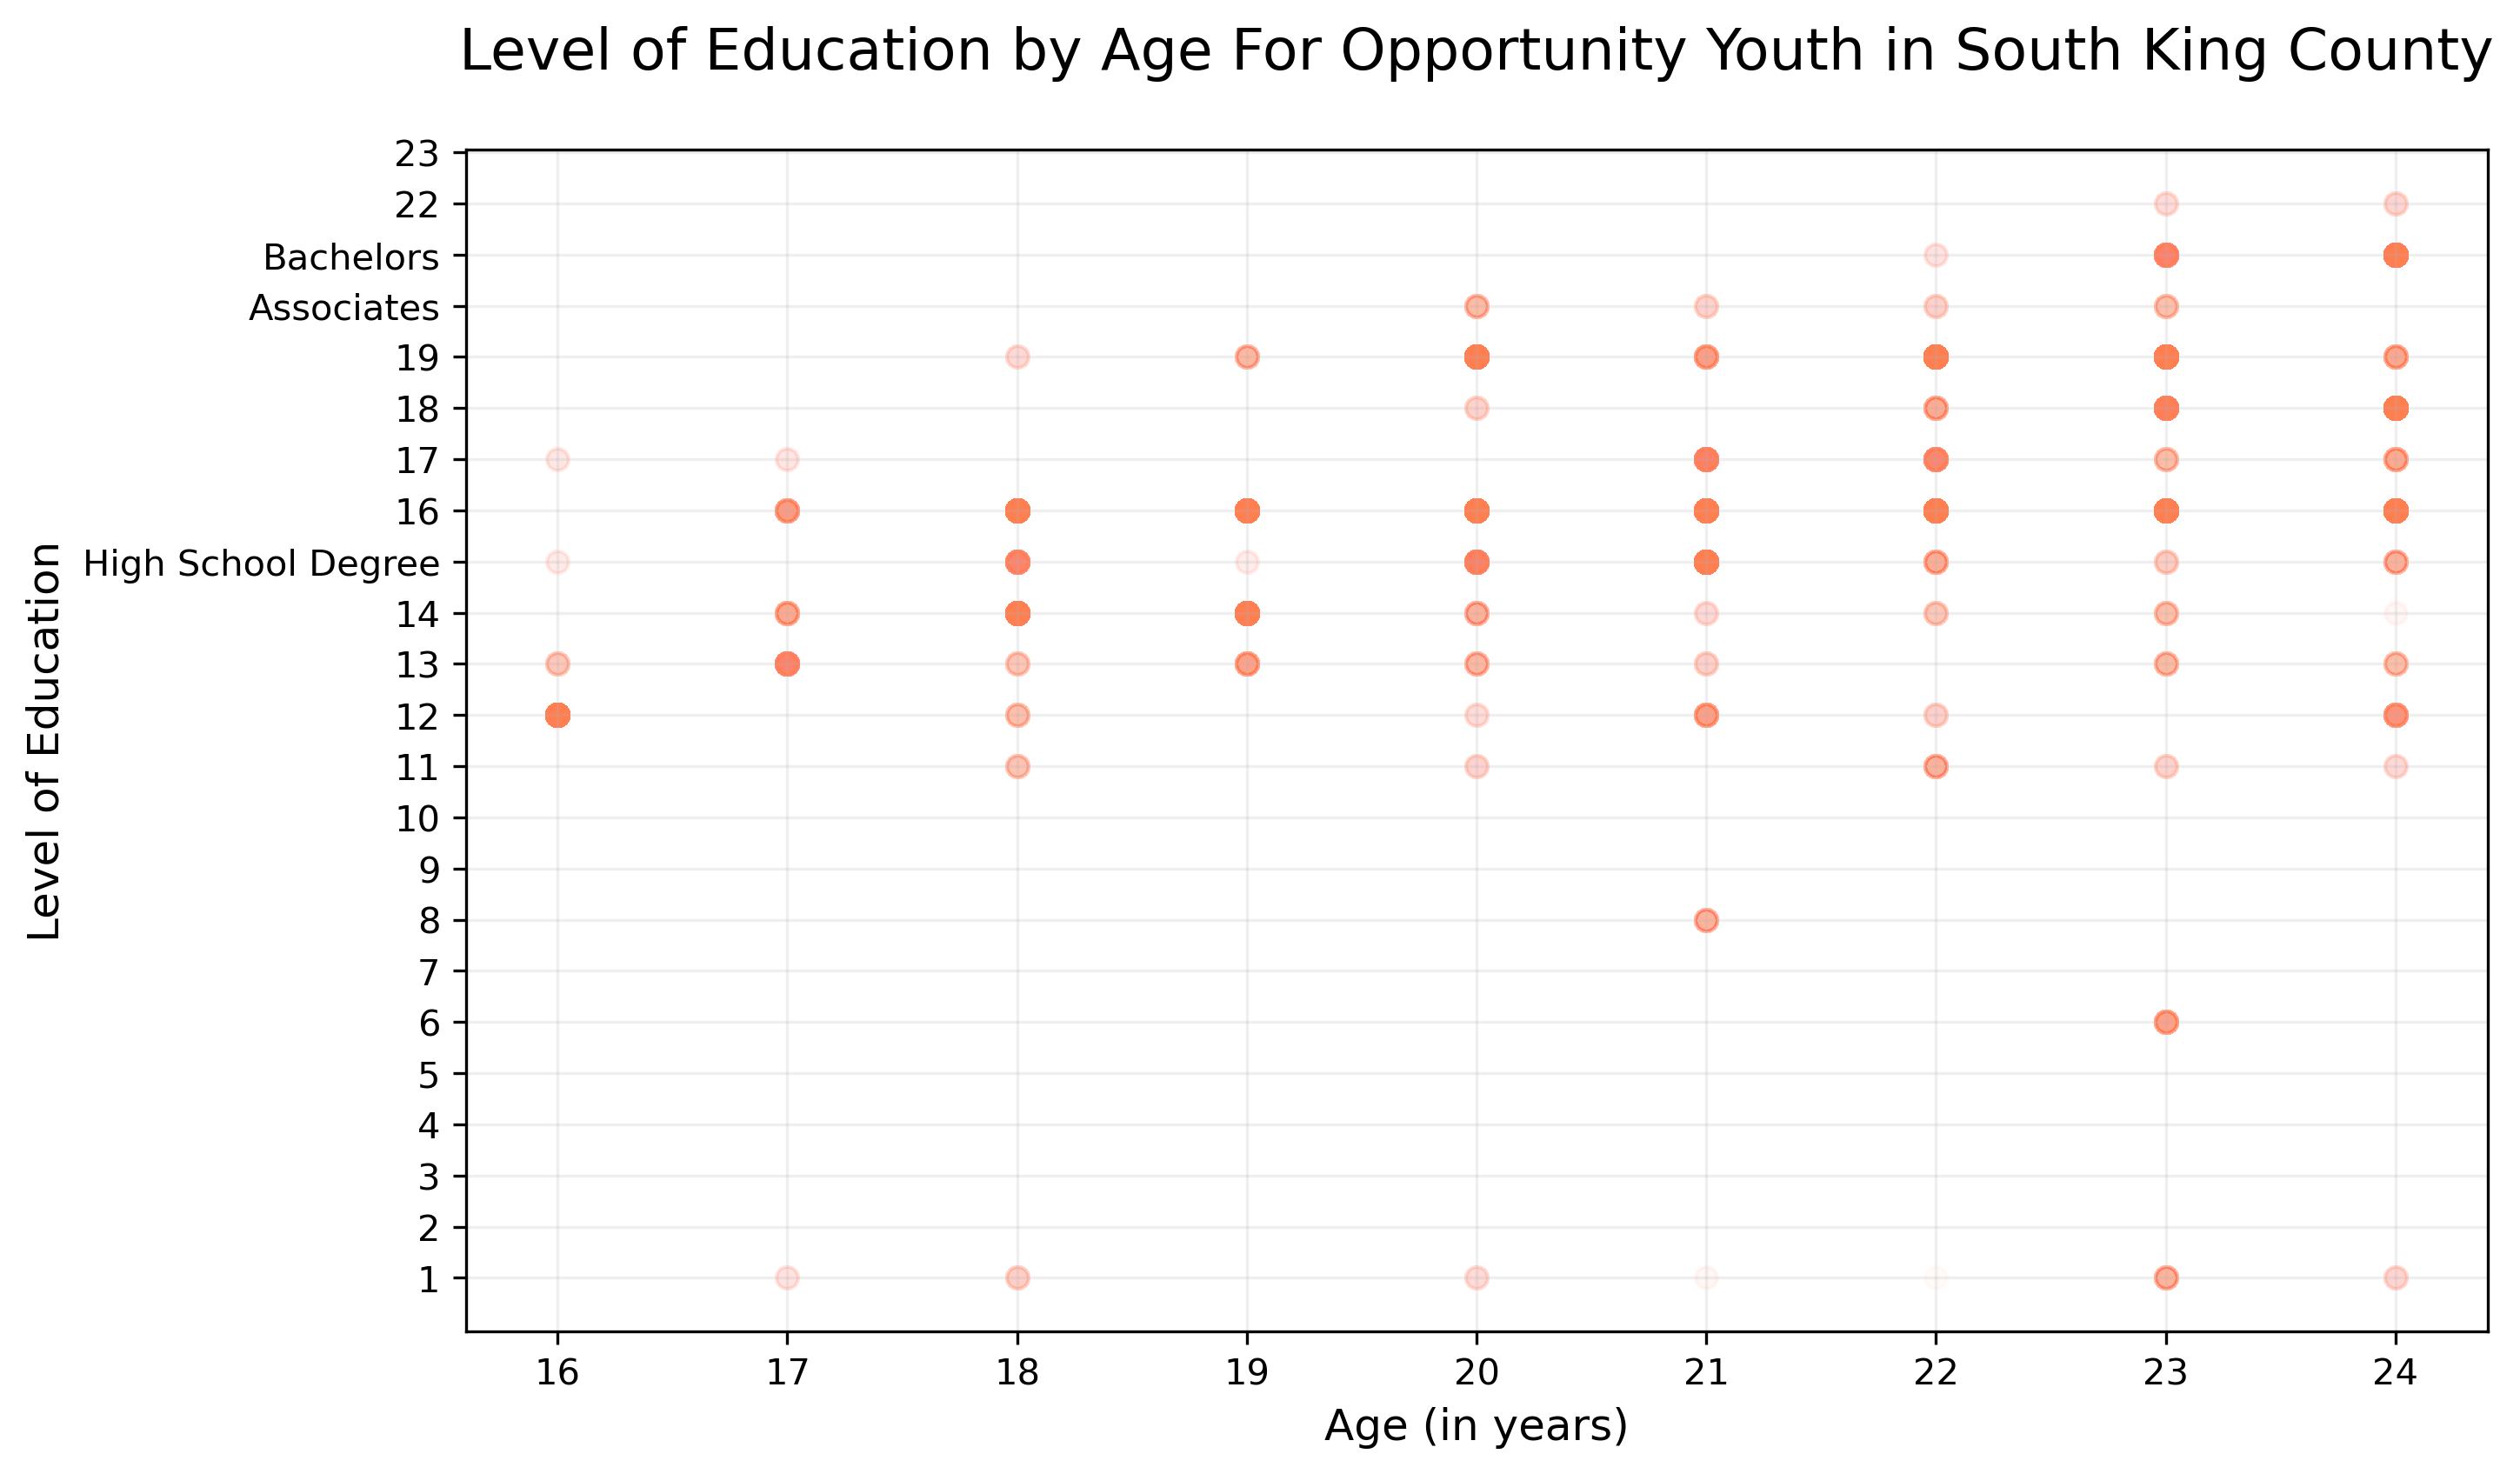 Level of Education by Age For Opportunity Youth in South King County
23
22
Bachelors
Associates
19
18
17
16
High School Degree
14
13
12
11
10
9
8
7
6
5
4
3
2
1
Level of Education
16 17 18 19 20 21 22 23 24
Age (in years)